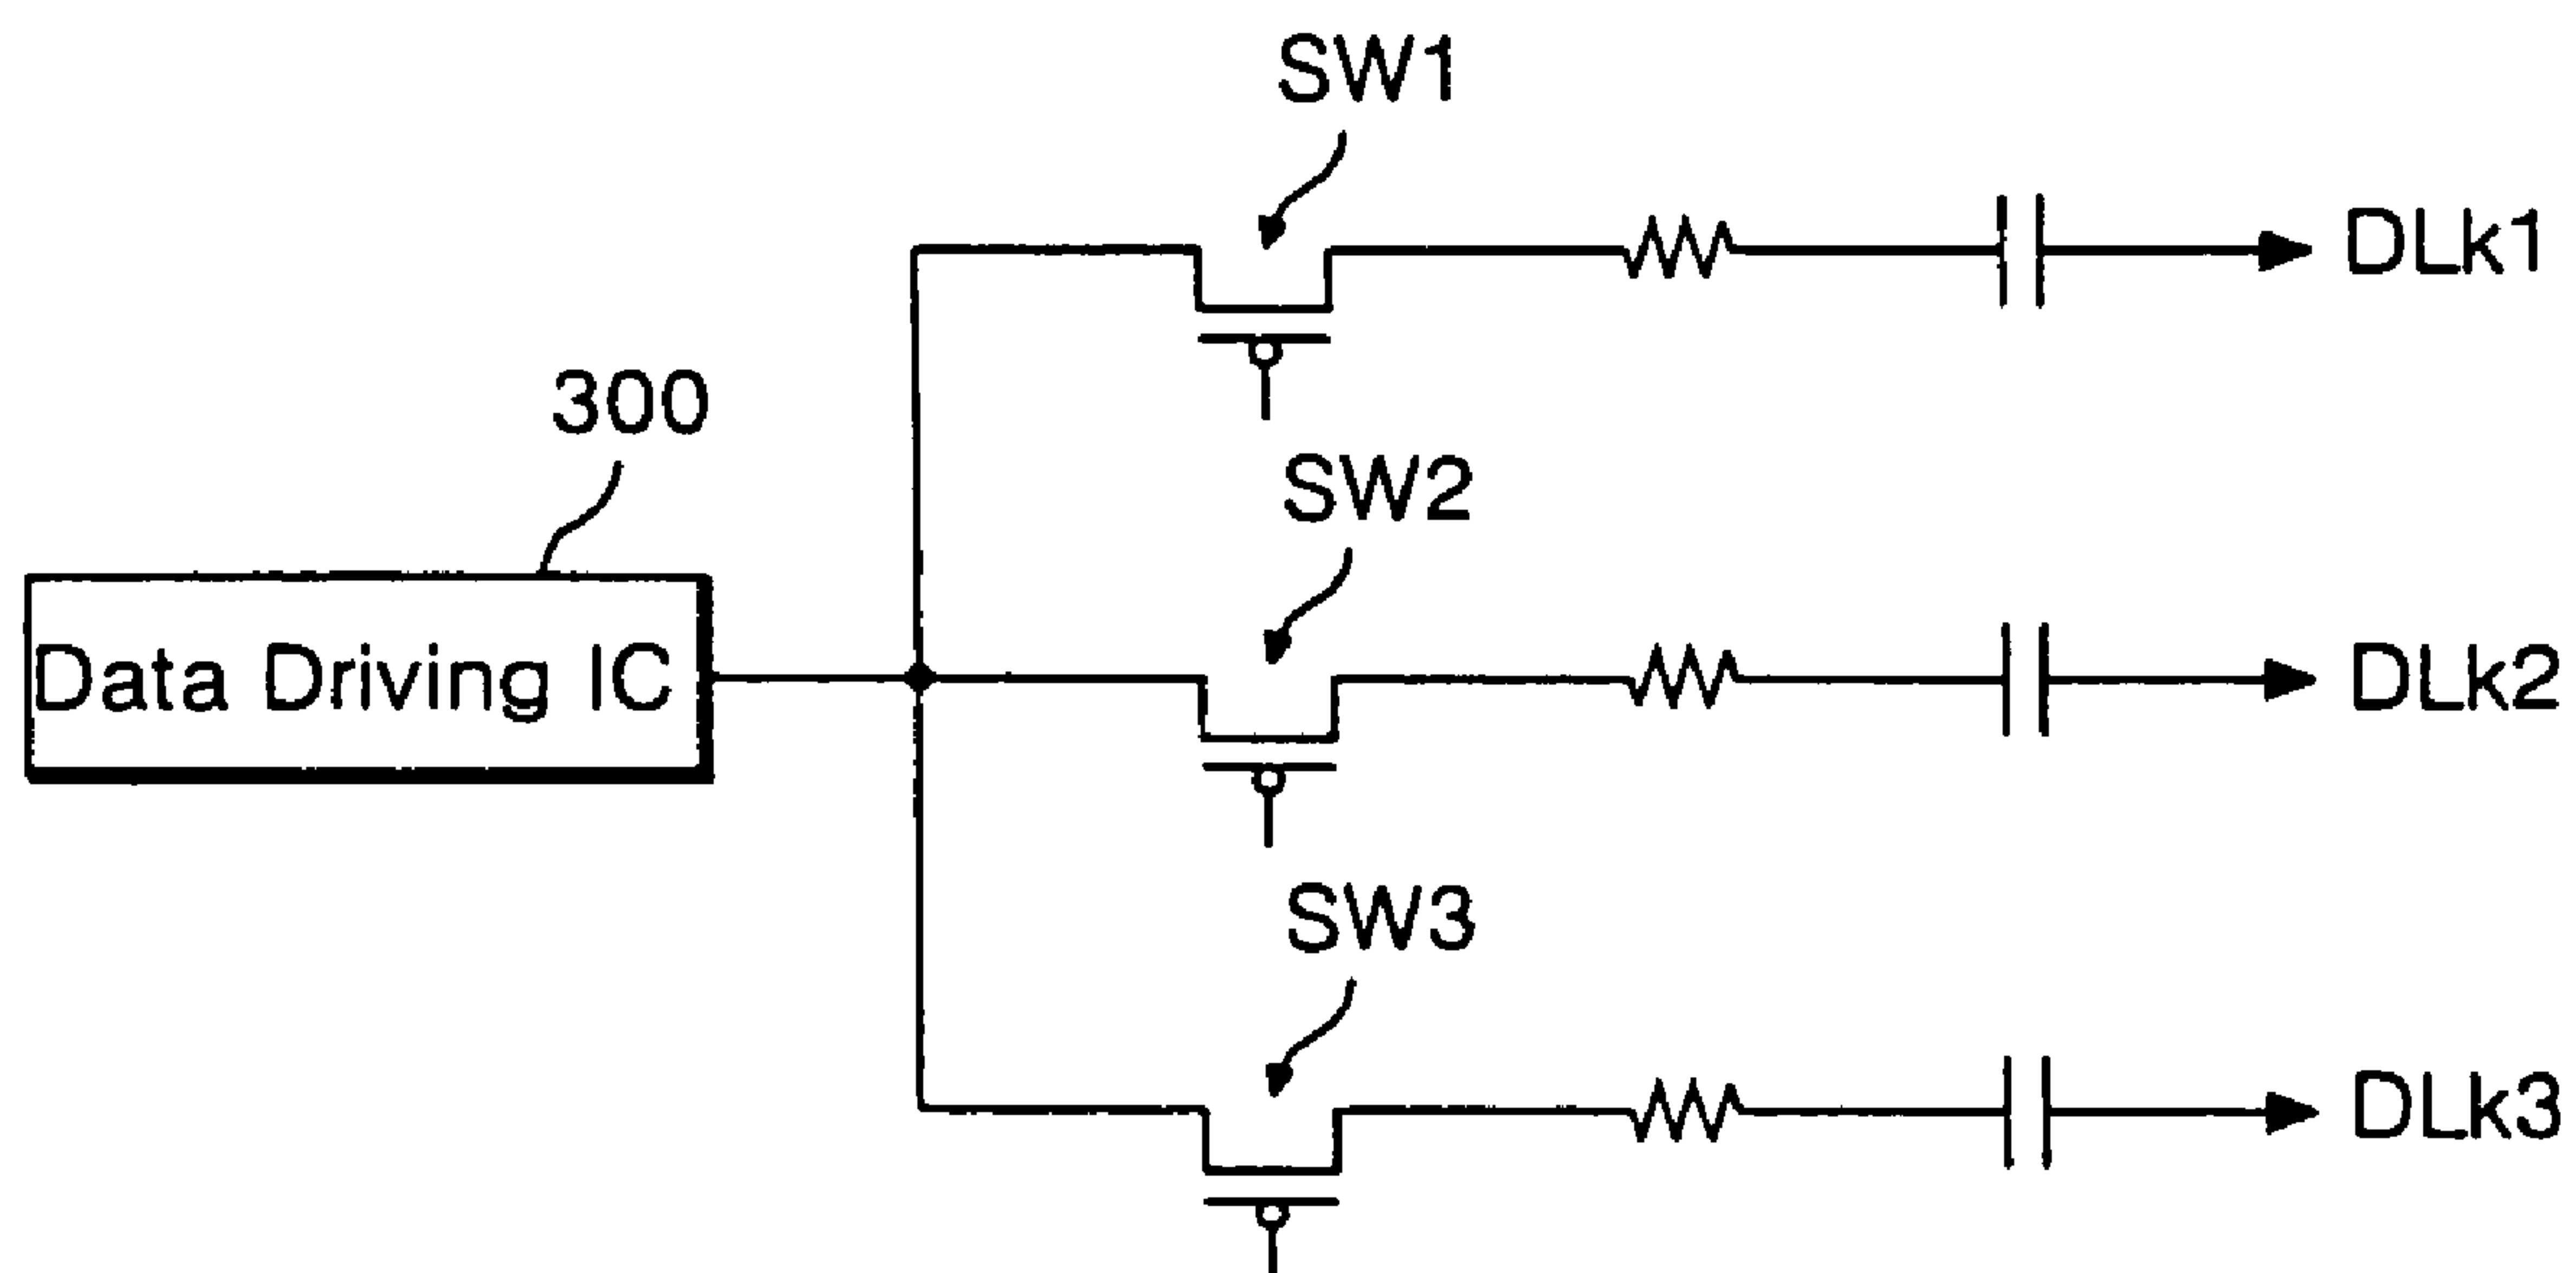 SW1
DLk1
300
SW2
Data Driving IC
DLk2
SW3
DLk3